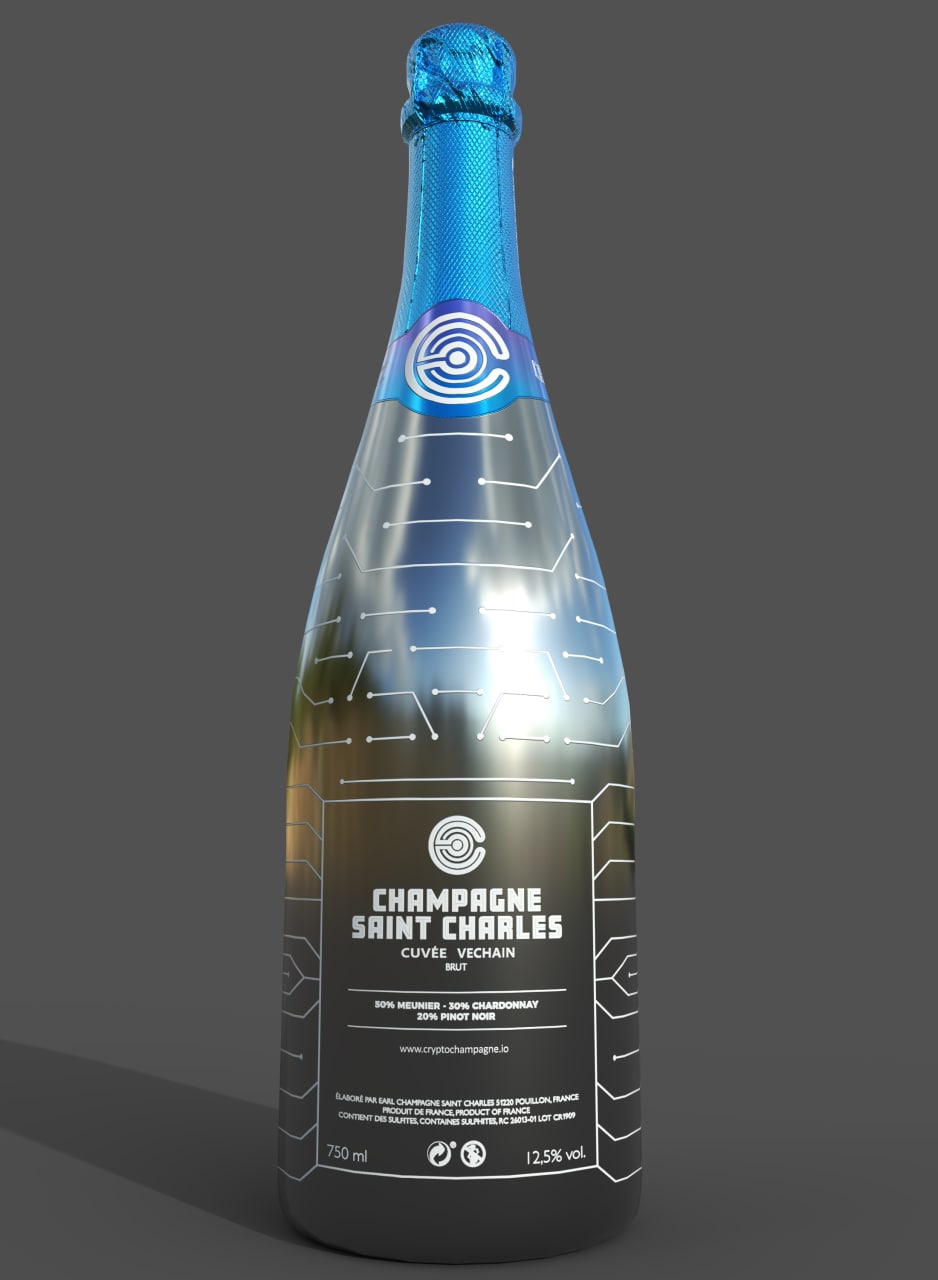 CHAMPAGNE
SAINT CHARLES
CUVÉE VECHAIN
BRUT
50% MEUNIER - 30% CHARDONNAY
20% PINOT NOIR
www.cryptochampagne.io
ÉLABORÉ PAR EARL CHAMPAGNE SAINT CHARLES 51220 POUILLON, FRANCE
PRODUIT DE FRANCE, PRODUCT OF FRANCE
CONTIENT DES SULFITES, CONTAINES SULPHITES, RC 26013-01 LOT CR1909
750 ml
12,5% vol.